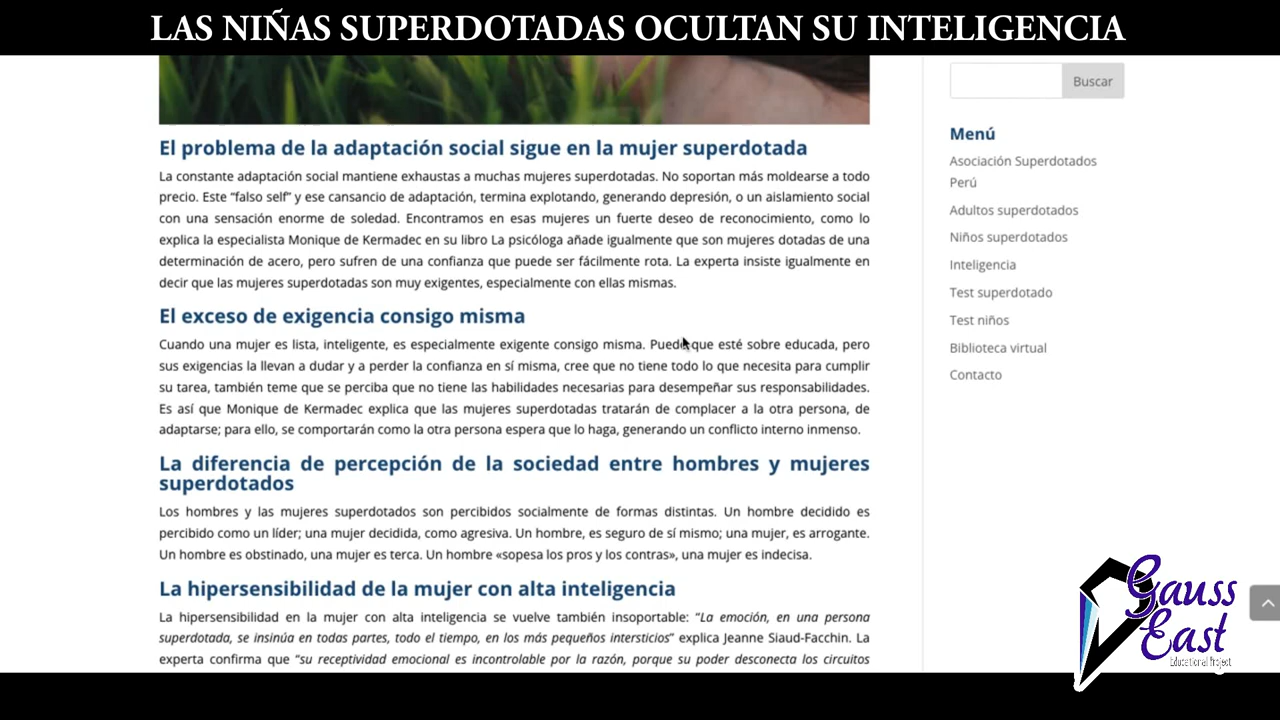 LAS NIÑAS SUPERDOTADAS OCULTAN SU INTELIGENCIA
El problema de la adaptación social sigue en la mujer superdotada
La constante adaptación social mantiene exhaustas a muchas mujeres superdotadas. No soportan más moldearse a todo
precio. Este “falso self” y ese cansancio de adaptación, termina explotando, generando depresión, o un aislamiento social
con una sensación enorme de soledad. Encontramos en esas mujeres un fuerte deseo de reconocimiento, como lo
explica la especialista Monique de Kermadec en su libro La psicóloga añade igualmente que son mujeres dotadas de una
determinación de acero, pero sufren de una confianza que puede ser fácilmente rota. La experta insiste igualmente en
decir que las mujeres superdotadas son muy exigentes, especialmente con ellas mismas.
El exceso de exigencia consigo misma
Cuando una mujer es lista, inteligente, es especialmente exigente consigo misma. Puede que esté sobre educada, pero
sus exigencias la llevan a dudar y a perder la confianza en sí misma, cree que no tiene todo lo que necesita para cumplir
su tarea, también teme que se perciba que no tiene las habilidades necesarias para desempeñar sus responsabilidades.
Es así que Monique de Kermadec explica que las mujeres superdotadas tratarán de complacer a la otra persona, de
adaptarse; para ello, se comportarán como la otra persona espera que lo haga, generando un conflicto interno inmenso.
La diferencia de percepción de la sociedad entre hombres y mujeres
superdotados
Los hombres y las mujeres superdotados son percibidos socialmente de formas distintas. Un hombre decidido es
percibido como un líder; una mujer decidida, como agresiva. Un hombre, es seguro de sí mismo; una mujer, es arrogante.
Un hombre es obstinado, una mujer es terca. Un hombre «sopesa los pros y los contras», una mujer es indecisa.
La hipersensibilidad de la mujer con alta inteligencia
La hipersensibilidad en la mujer con alta inteligencia se vuelve también insoportable: “La emoción, en una persona
superdotada, se insinúa en todas partes, todo el tiempo, en los más pequeños intersticios” explica Jeanne Siaud-Facchin. La
experta confirma que “su receptividad emocional es incontrolable por la razón, porque su poder desconecta los circuitos
Buscar
Menú
Asociación Superdotados
Perú
Adultos superdotados
Niños superdotados
Inteligencia
Test superdotado
Test niños
Biblioteca virtual
Contacto
Gauss
East
Educational Project